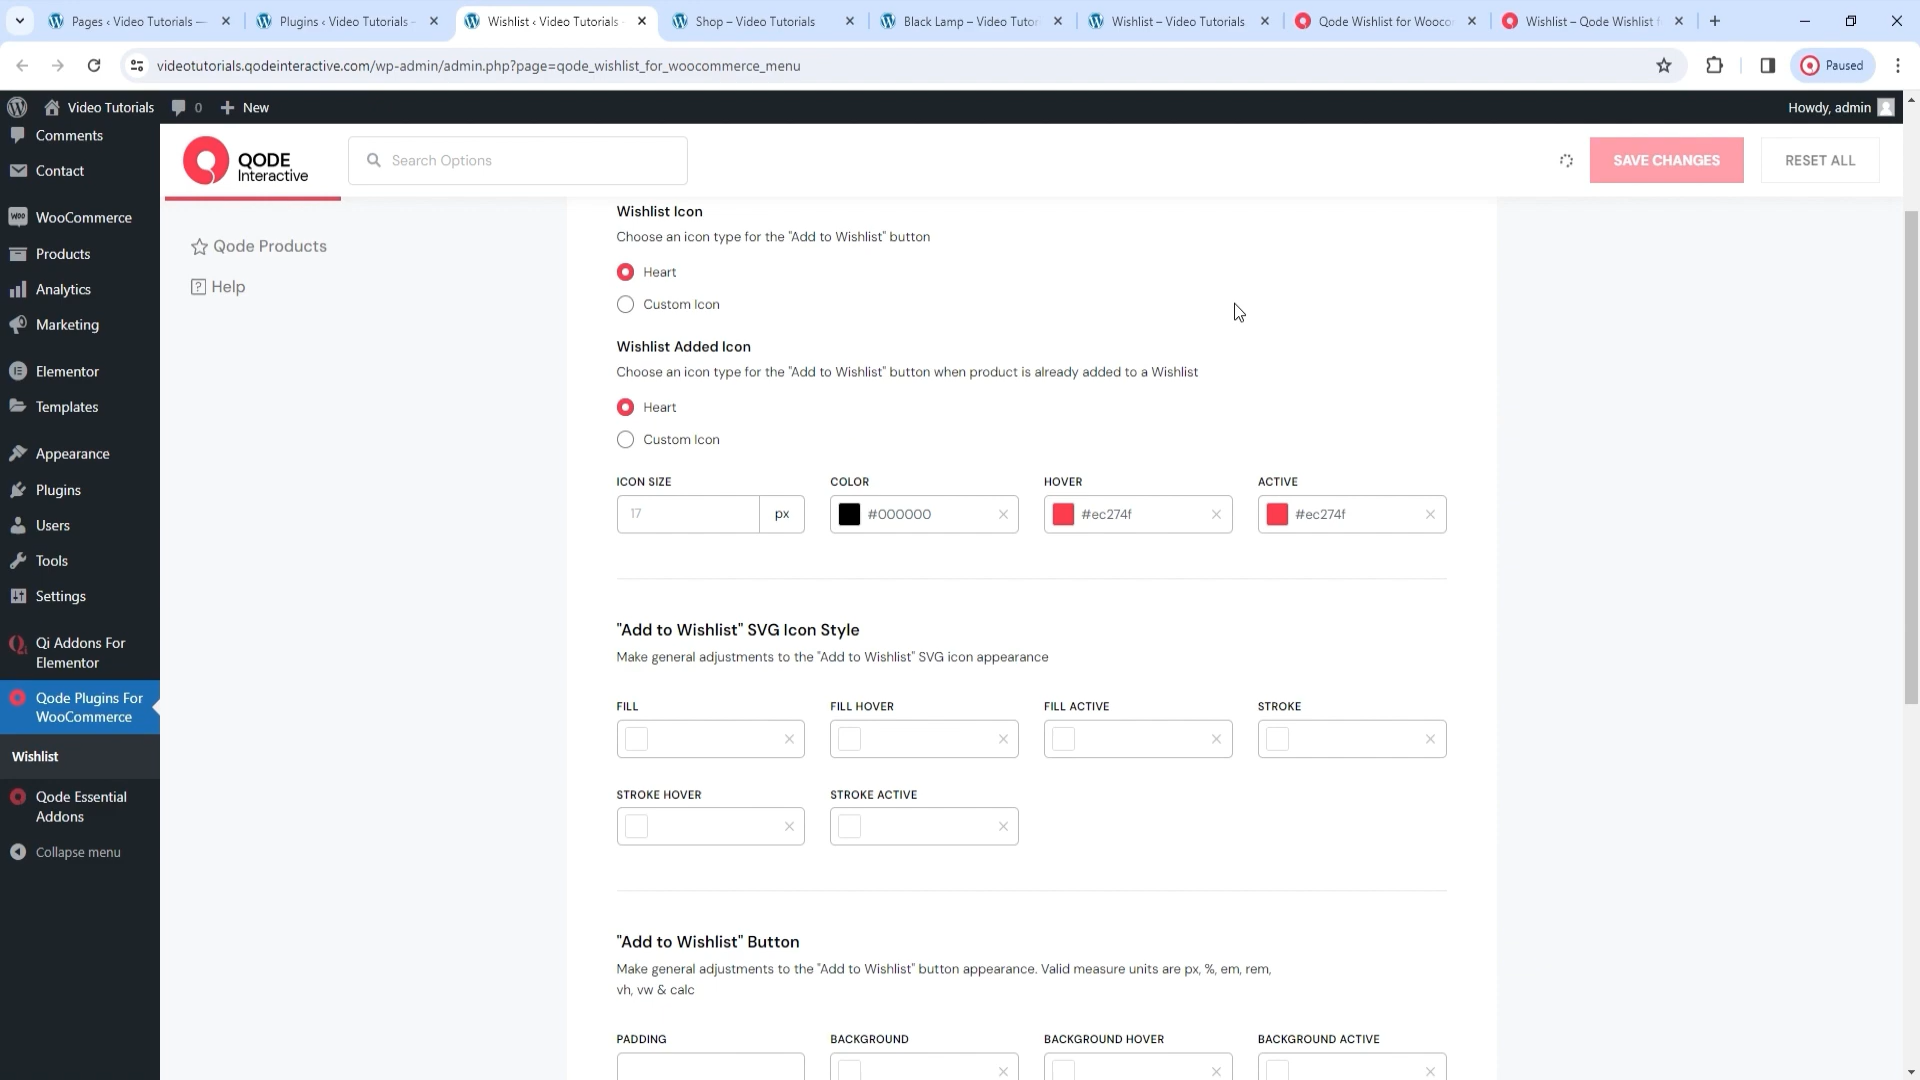 Pages ‹ Video Tutorials —
Plugins ‹ Video Tutorials -
Wishlist ‹ Video Tutorials
Shop – Video Tutorials
Black Lamp – Video Tutor
Wishlist – Video Tutorials
Qode Wishlist for Wooco
Wishlist – Qode Wishlist f
videotutorials.qodeinteractive.com/wp-admin/admin.php?page=qode_wishlist_for_woocommerce_menu
Paused
Video Tutorials
0
New
Howdy, admin
Comments
Contact
WooCommerce
Products
Analytics
Marketing
Elementor
Templates
Appearance
Plugins
Users
Tools
Settings
Qi Addons For
Elementor
Qode Plugins For
WooCommerce
Wishlist
Qode Essential
Addons
Collapse menu
QODE
Interactive
Search Options
SAVE CHANGES
RESET ALL
Qode Products
Help
Wishlist Icon
Choose an icon type for the "Add to Wishlist" button
Heart
Custom Icon
Wishlist Added Icon
Choose an icon type for the "Add to Wishlist" button when product is already added to a Wishlist
Heart
Custom Icon
ICON SIZE COLOR HOVER ACTIVE
17 px #000000 #ec274f #ec274f
"Add to Wishlist" SVG Icon Style
Make general adjustments to the "Add to Wishlist" SVG icon appearance
FILL FILL HOVER FILL ACTIVE STROKE
STROKE HOVER STROKE ACTIVE
"Add to Wishlist" Button
Make general adjustments to the "Add to Wishlist" button appearance. Valid measure units are px, %, em, rem,
vh, vw & calc
PADDING BACKGROUND BACKGROUND HOVER BACKGROUND ACTIVE